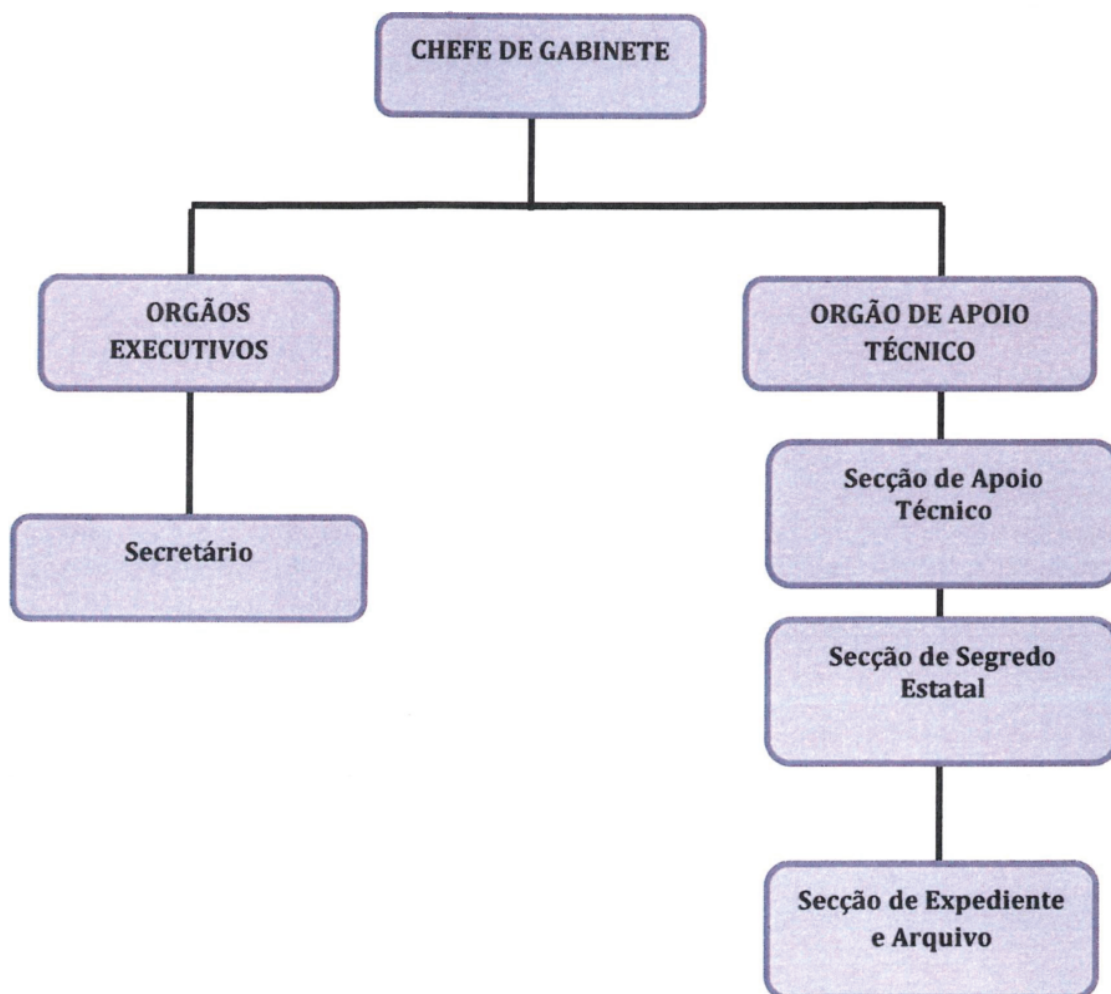 CHEFE DE GABINETE
ORGÃOS
EXECUTIVOS
Secretário
ORGÃO DE APOIO
TÉCNICO
Secção de Apoio
Técnico
Secção de Segredo
Estatal
Secção de Expediente
e Arquivo